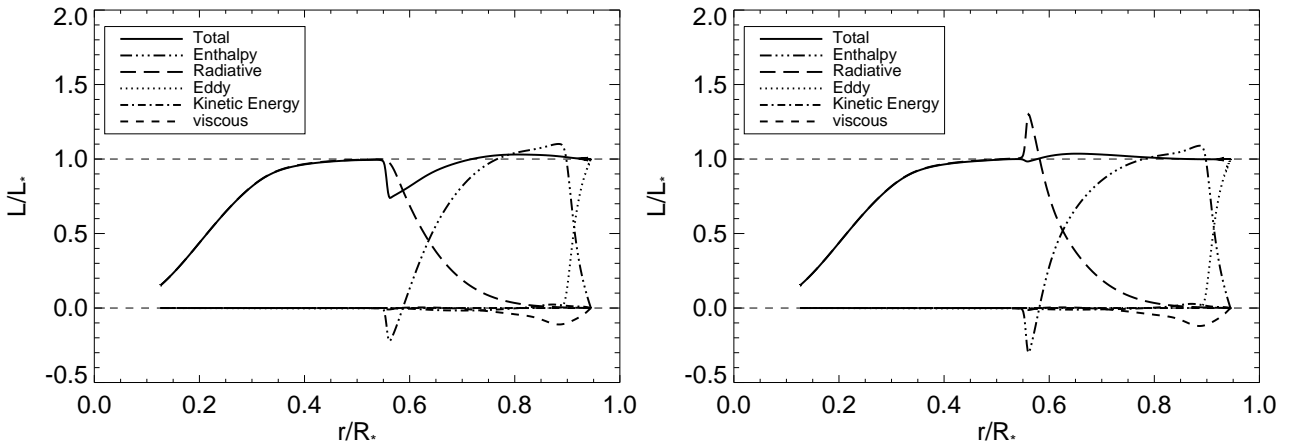 2.0
Total
Enthalpy
Radiative
Eddy
Kinetic Energy
viscous
1.5
1.0
0.5
0.0
-0.5
L/L*
0.0 0.2 0.4 0.6 0.8 1.0
r/R*
2.0
Total
Enthalpy
Radiative
Eddy
Kinetic Energy
viscous
1.5
1.0
0.5
0.0
-0.5
L/L*
0.0 0.2 0.4 0.6 0.8 1.0
r/R*